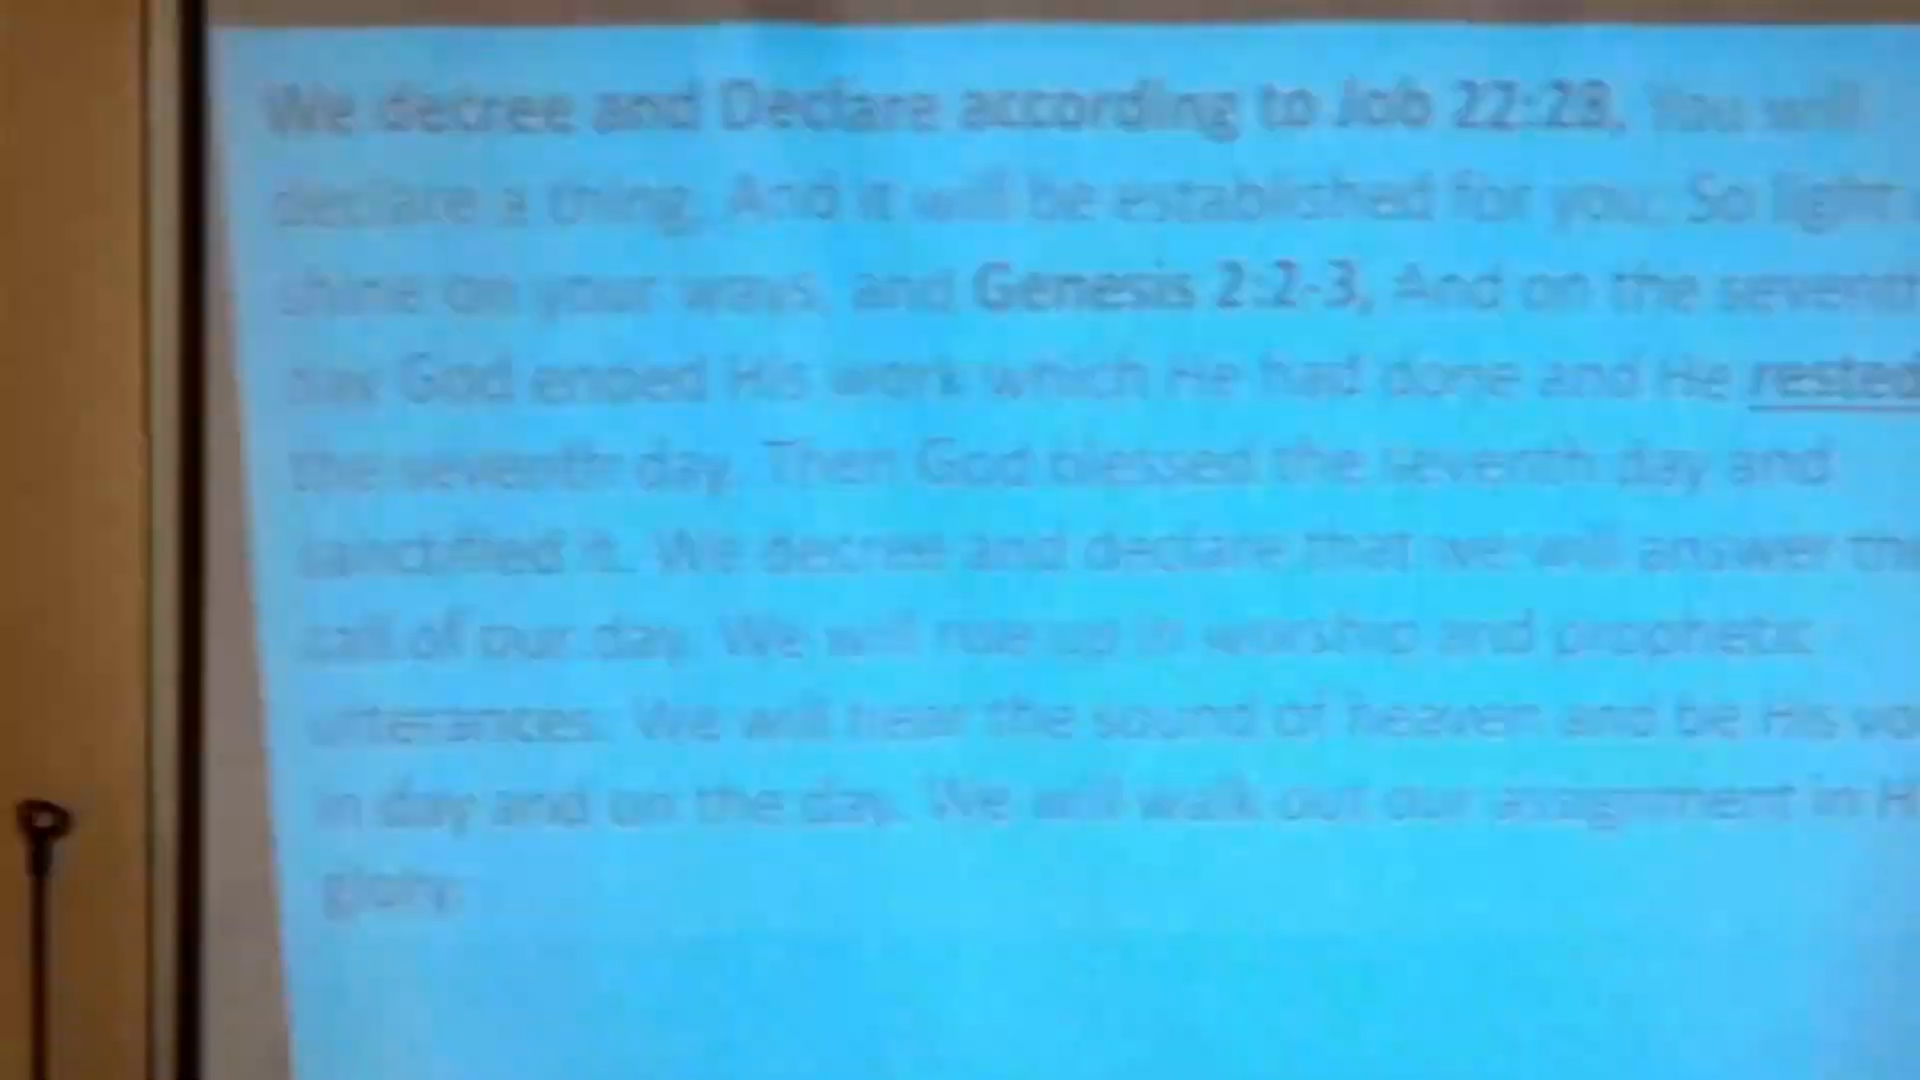 We decree and Declare according to Job 22:28, You will
declare a thing, And it will be established for you; So light
shine on your ways, and Genesis 2:2-3, And on the seventh
day God ended His work which He had done and He rested
the seventh day. Then God blessed the seventh day and
sanctified it. We decree and declare that we will answer the
call of our day. We will rise up in worship and prophetic
utterances. We will hear the sound of heaven and be His
in day and on the day. We will walk out our assignment in
glory.